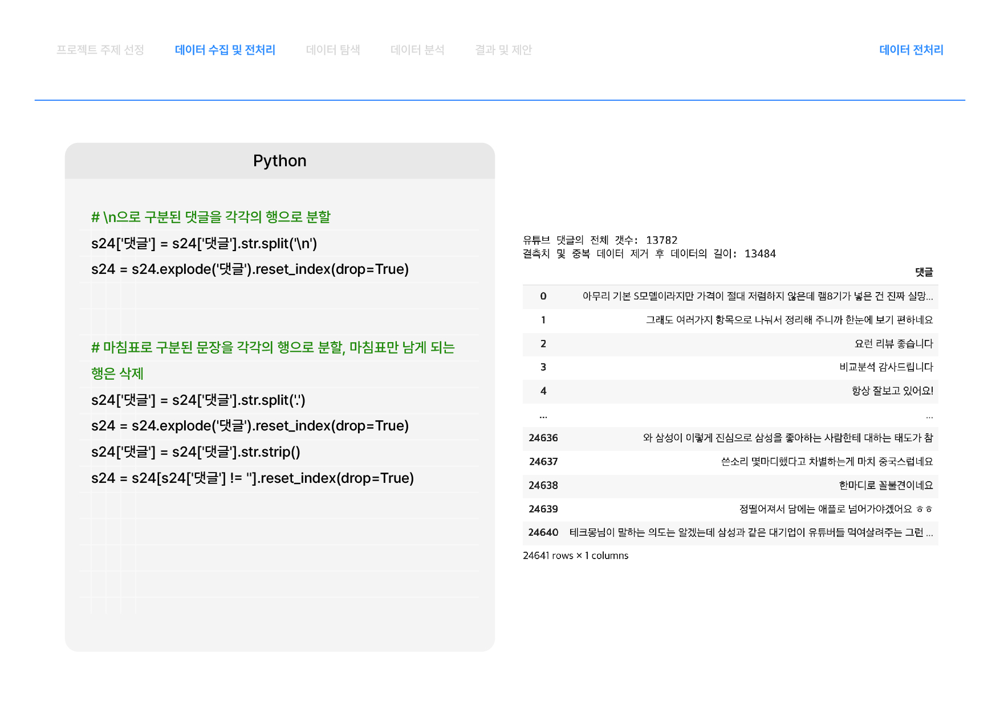 프로젝트 주제 선정 데이터 수집 및 전처리 데이터 탐색 데이터 분석 결과 및 제안 데이터 전처리
Python
# \n으로 구분된 댓글을 각각의 행으로 분할
s24['댓글'] = s24['댓글'].str.split('\n')
s24 = s24.explode('댓글').reset_index(drop=True)
# 마침표로 구분된 문장을 각각의 행으로 분할, 마침표만 남게 되는
행은 삭제
s24['댓글'] = s24['댓글'].str.split('.')
s24 = s24.explode('댓글').reset_index(drop=True)
s24['댓글'] = s24['댓글'].str.strip()
s24 = s24[s24['댓글'] != ''].reset_index(drop=True)
유튜브 댓글의 전체 갯수: 13782
결측치 및 중복 데이터 제거 후 데이터의 길이: 13484
댓글
0 아무리 기본 S모델이라지만 가격이 절대 저렴하지 않은데 램8기가 넣은 건 진짜 실망...
1 그래도 여러가지 항목으로 나눠서 정리해 주니까 한눈에 보기 편하네요
2 요런 리뷰 좋습니다
3 비교분석 감사드립니다
4 항상 잘보고 있어요!
... ...
24636 와 삼성이 이렇게 진심으로 삼성을 좋아하는 사람한테 대하는 태도가 참
24637 쓴소리 몇마디했다고 차별하는게 마치 중국스럽네요
24638 한마디로 꼴불견이네요
24639 정떨어져서 담에는 애플로 넘어가야겠어요 ㅎㅎ
24640 테크몽님이 말하는 의도는 알겠는데 삼성과 같은 대기업이 유튜버들 먹여살려주는 그런 ...
24641 rows × 1 columns